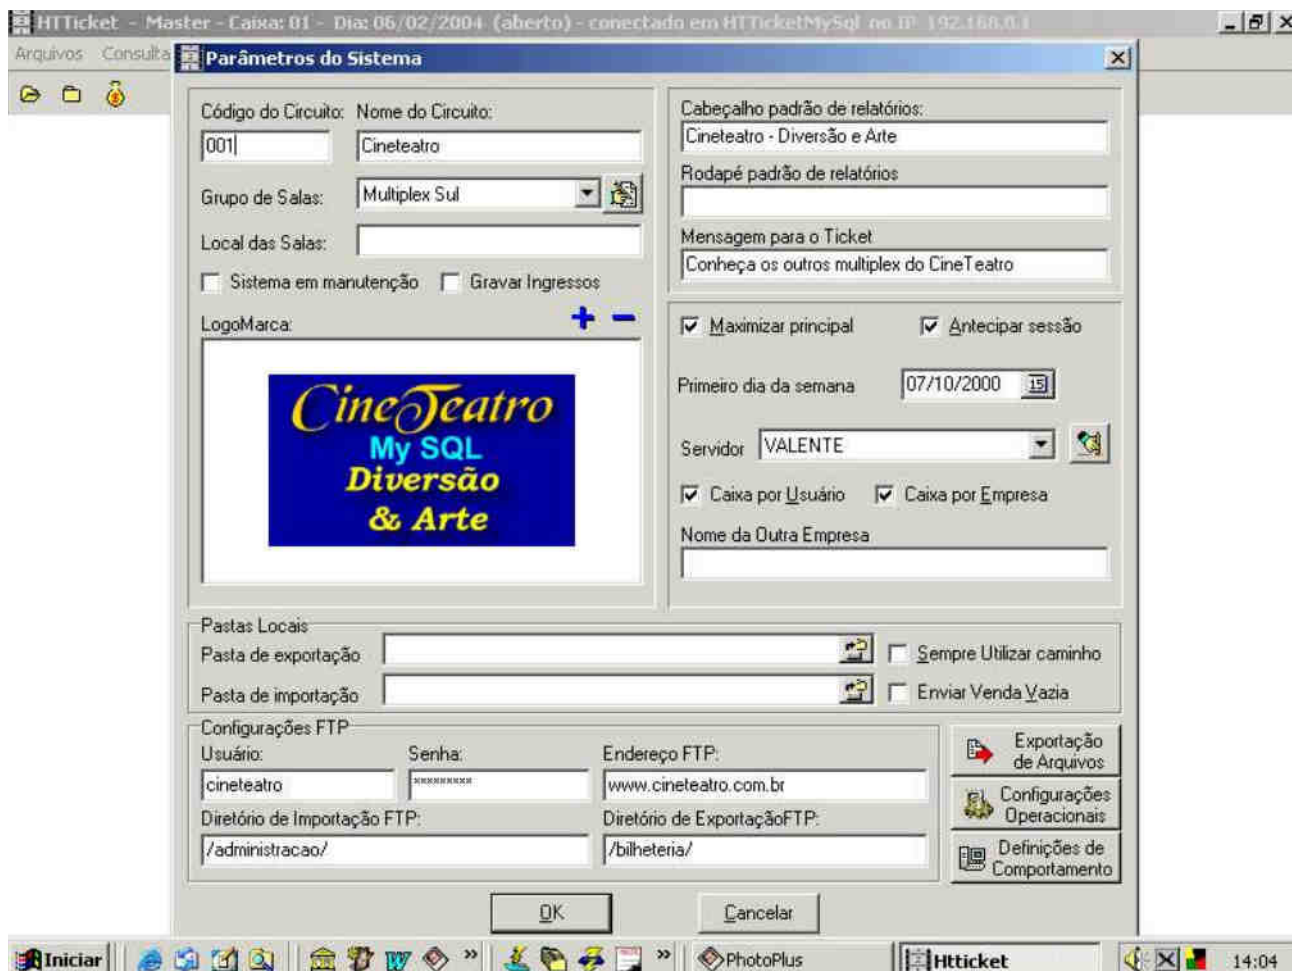 HTTicket - Master - Caixa: 01 - Dia: 06/02/2004 (aberto) - conectado em HTTicketMySql no IP 192.168.0.1
Arquivos Consulta
Parâmetros do Sistema
Código do Circuito: Nome do Circuito:
001 Cineteatro
Grupo de Salas: Multiplex Sul
Local das Salas:
Sistema em manutenção Gravar Ingressos
LogoMarca:
CineTeatro
My SQL
Diversão
& Arte
Cabeçalho padrão de relatórios:
Cineteatro - Diversão e Arte
Rodapé padrão de relatórios
Mensagem para o Ticket
Conheça os outros multiplex do CineTeatro
Maximizar principal Antecipar sessão
Primeiro dia da semana 07/10/2000 15
Servidor VALENTE
Caixa por Usuário Caixa por Empresa
Nome da Outra Empresa
Pastas Locais
Pasta de exportação Sempre Utilizar caminho
Pasta de importação Enviar Venda Vazia
Configurações FTP
Usuário: Senha: Endereço FTP:
cineteatro ********* www.cineteatro.com.br
Diretório de Importação FTP: Diretório de ExportaçãoFTP:
/administracao/ /bilheteria/
Exportação
de Arquivos
Configurações
Operacionais
Definições de
Comportamento
OK Cancelar
Iniciar » » PhotoPlus Htticket 14:04